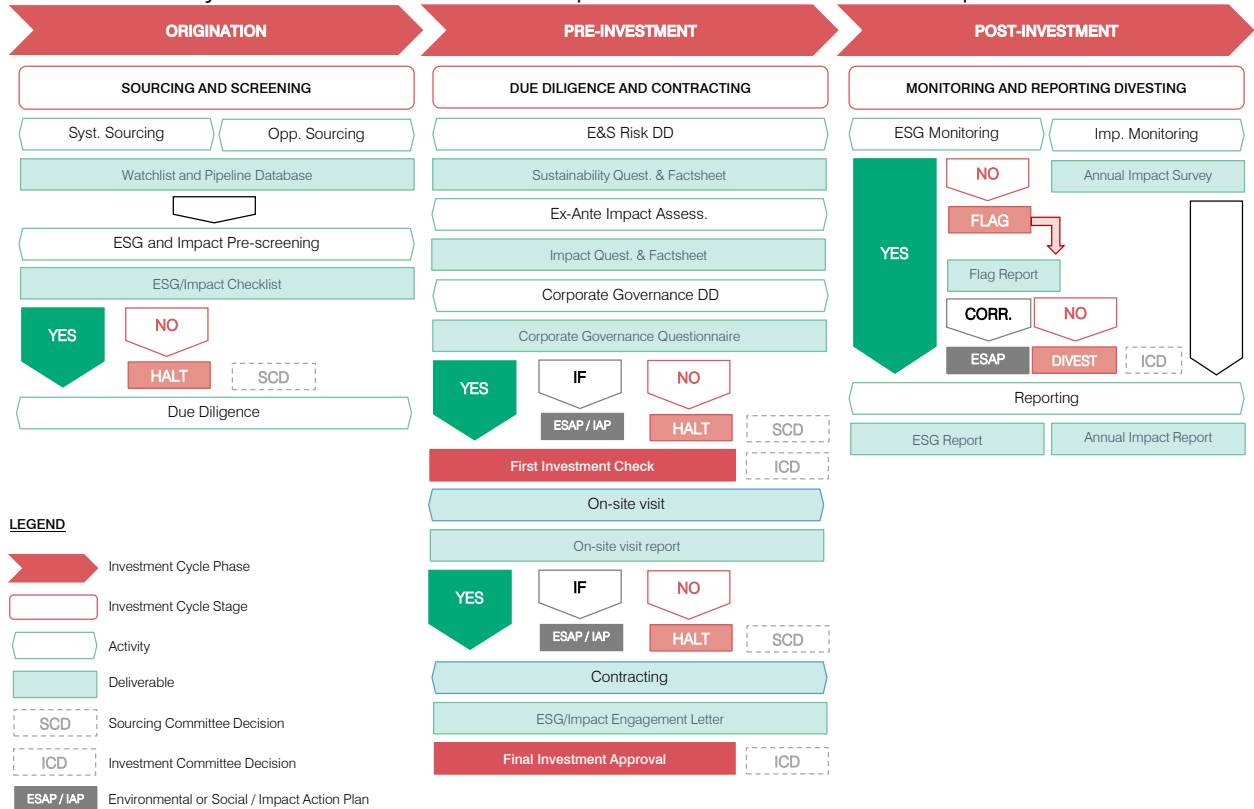 ORIGINATION
SOURCING AND SCREENING
Syst. Sourcing
Opp. Sourcing
Watchlist and Pipeline Database
ESG and Impact Pre-screening
ESG/Impact Checklist
YES
NO
HALT
SCD
Due Diligence
PRE-INVESTMENT
DUE DILIGENCE AND CONTRACTING
E&S Risk DD
Sustainability Quest. & Factsheet
Ex-Ante Impact Assess.
Impact Quest. & Factsheet
Corporate Governance DD
Corporate Governance Questionnaire
YES
IF
NO
ESAP / IAP
HALT
SCD
First Investment Check
ICD
On-site visit
On-site visit report
YES
IF
NO
ESAP / IAP
HALT
SCD
Contracting
ESG/Impact Engagement Letter
Final Investment Approval
ICD
POST-INVESTMENT
MONITORING AND REPORTING DIVESTING
ESG Monitoring
Imp. Monitoring
YES
NO
Annual Impact Survey
FLAG
Flag Report
CORR.
NO
ESAP
DIVEST
ICD
Reporting
ESG Report
Annual Impact Report
LEGEND
Investment Cycle Phase
Investment Cycle Stage
Activity
Deliverable
SCD
Sourcing Committee Decision
ICD
Investment Committee Decision
ESAP / IAP
Environmental or Social / Impact Action Plan